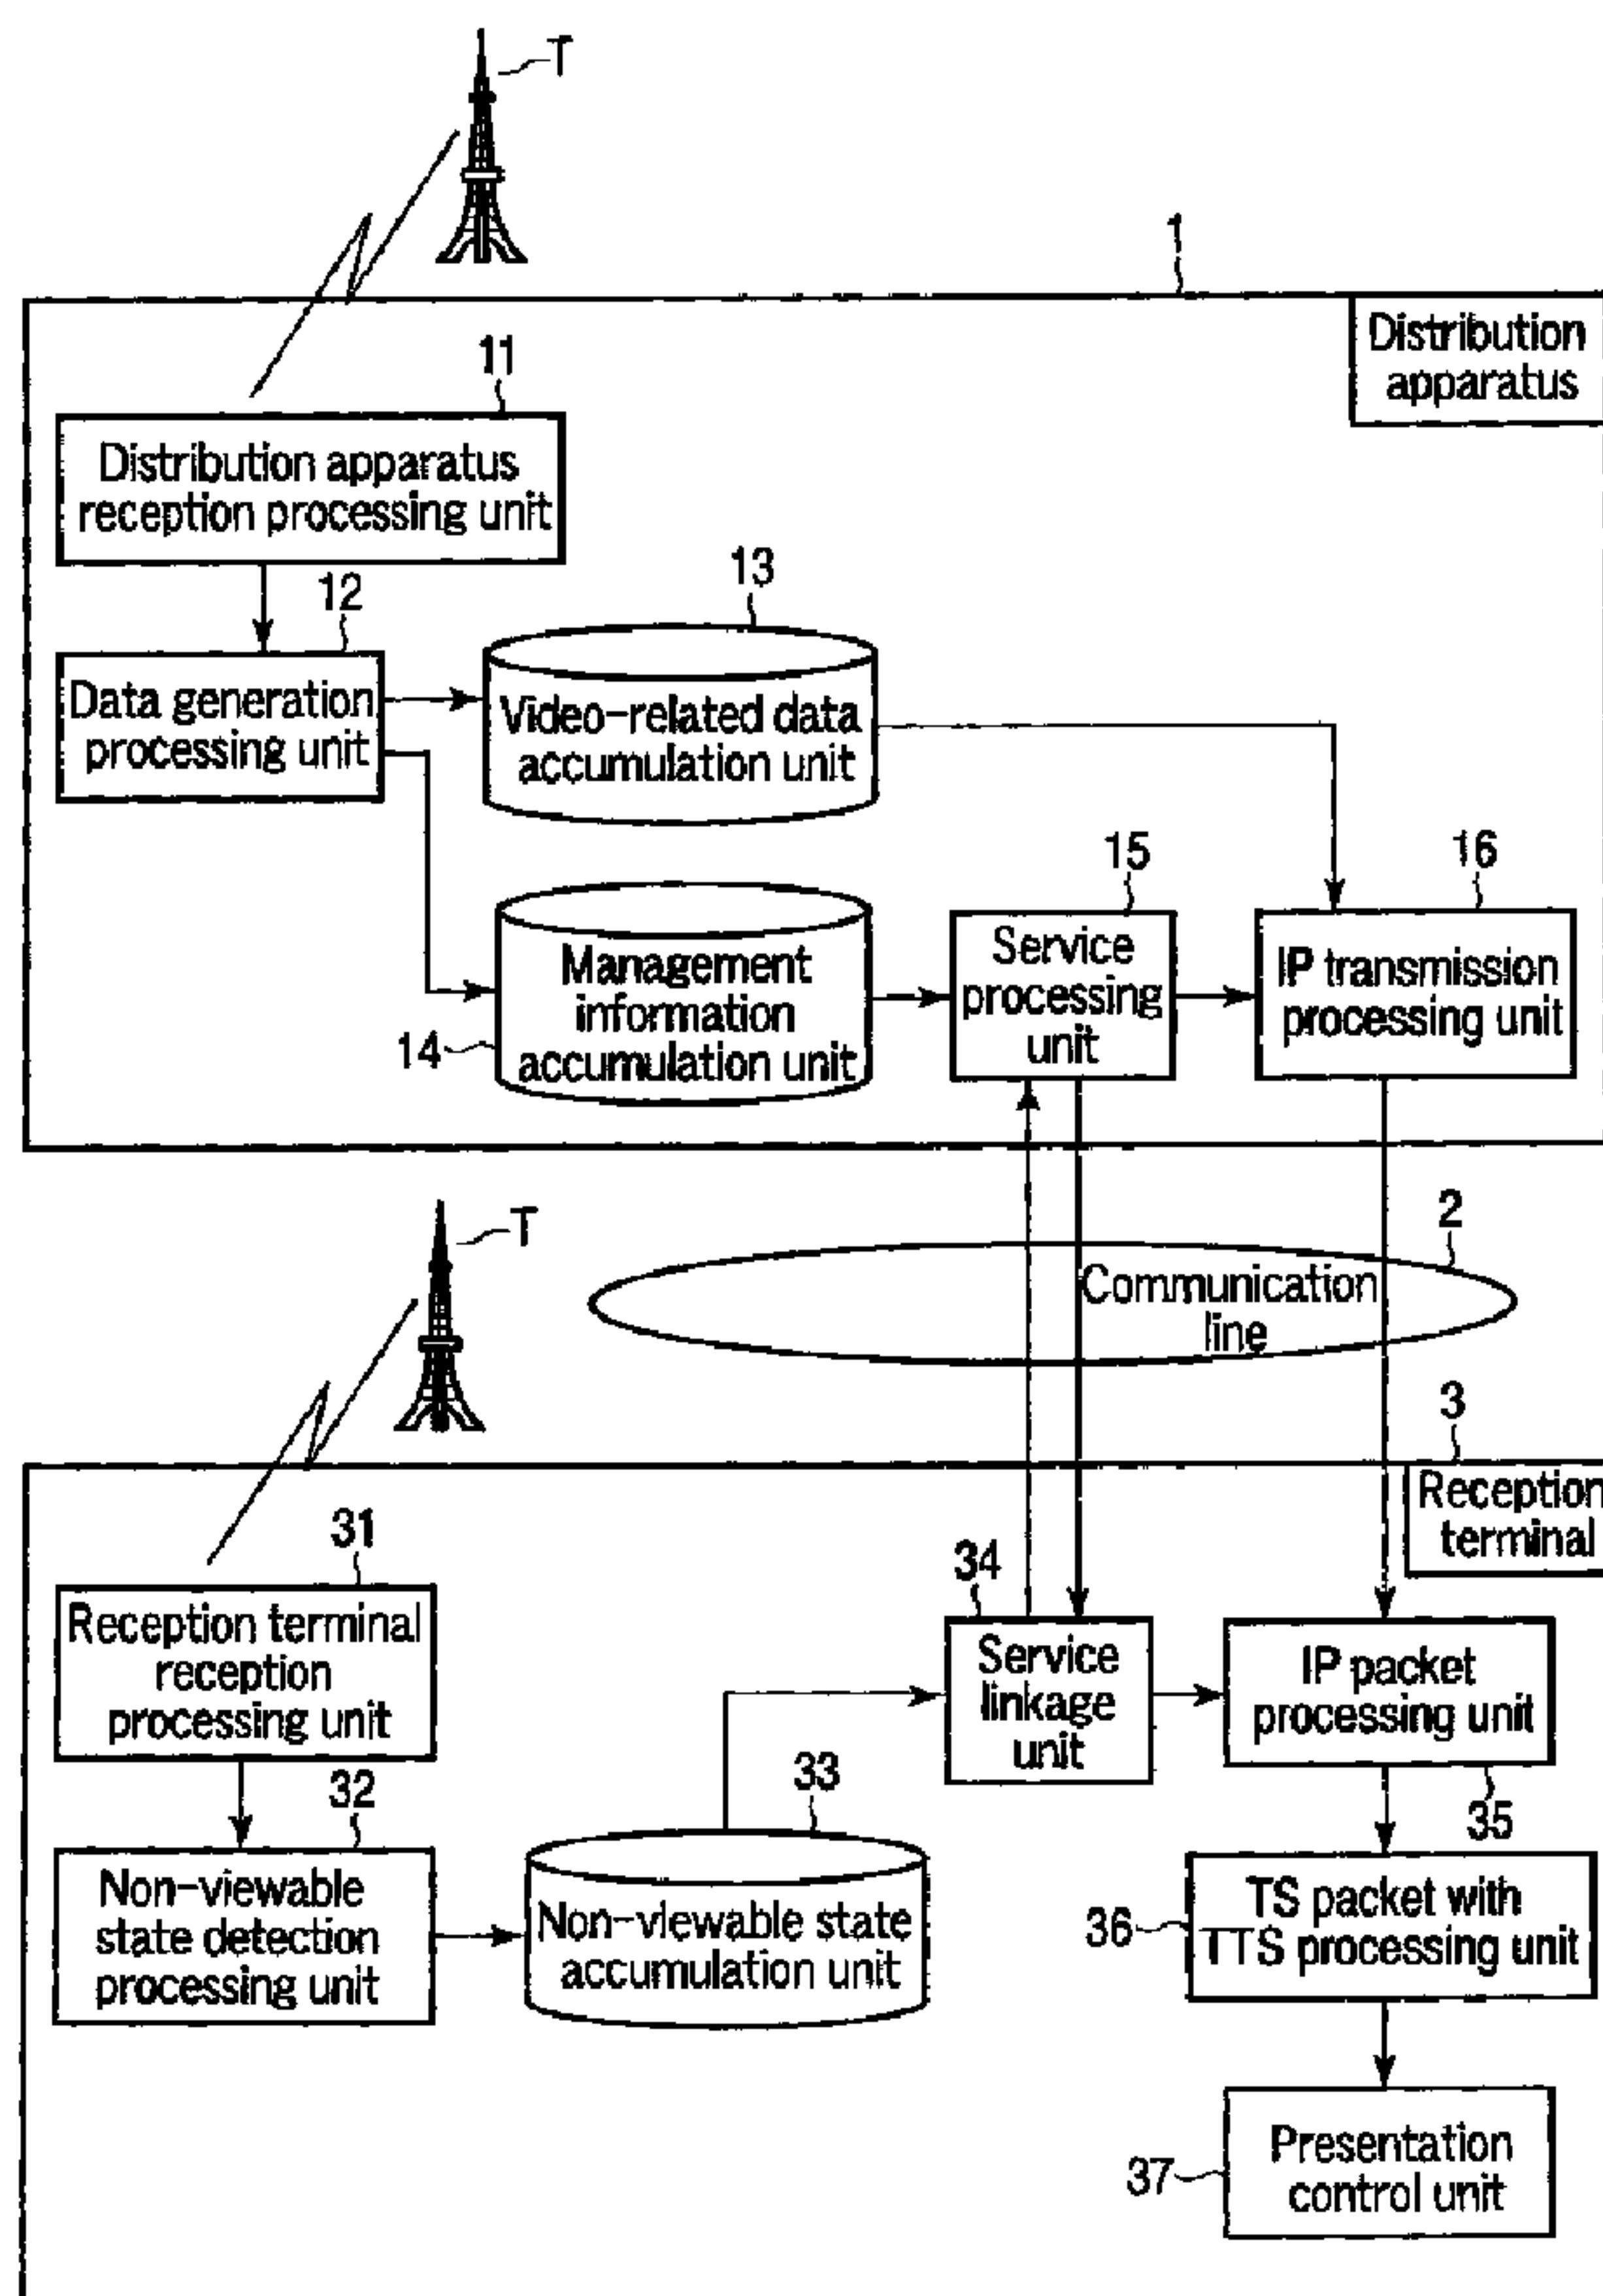 T
1
Distribution
apparatus
11
Distribution apparatus
reception processing unit
12
Data generation
processing unit
13
Video-related data
accumulation unit
14
Management
information
accumulation unit
15
Service
processing
unit
16
IP transmission
processing unit
T
2
Communication
line
3
Reception
terminal
31
Reception terminal
reception
processing unit
32
Non-viewable
state detection
processing unit
33
Non-viewable state
accumulation unit
34
Service
linkage
unit
IP packet
processing unit
35
36
TS packet with
TTS processing unit
37
Presentation
control unit